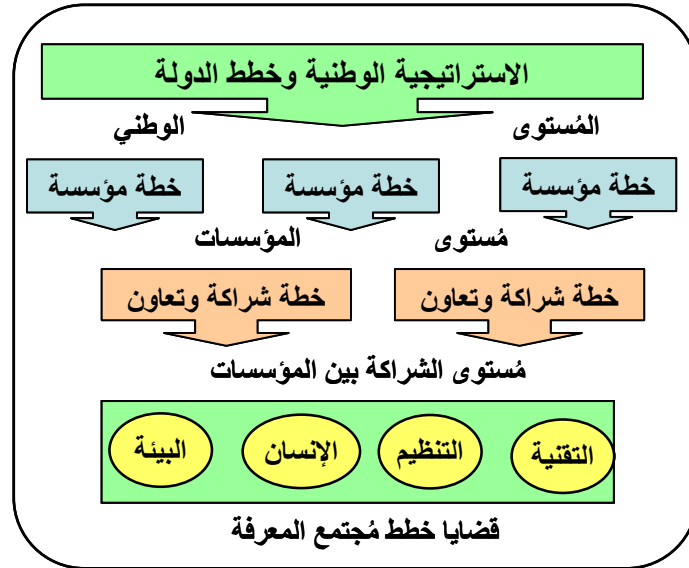 الاستراتيجية الوطنية وخطط الدولة
المُستوى الوطني
خطة مؤسسة
خطة مؤسسة
خطة مؤسسة
مُستوى المؤسسات
خطة شراكة وتعاون
خطة شراكة وتعاون
مُستوى الشراكة بين المؤسسات
التقنية
التنظيم
الإنسان
البيئة
قضايا خطط مُجتمع المعرفة